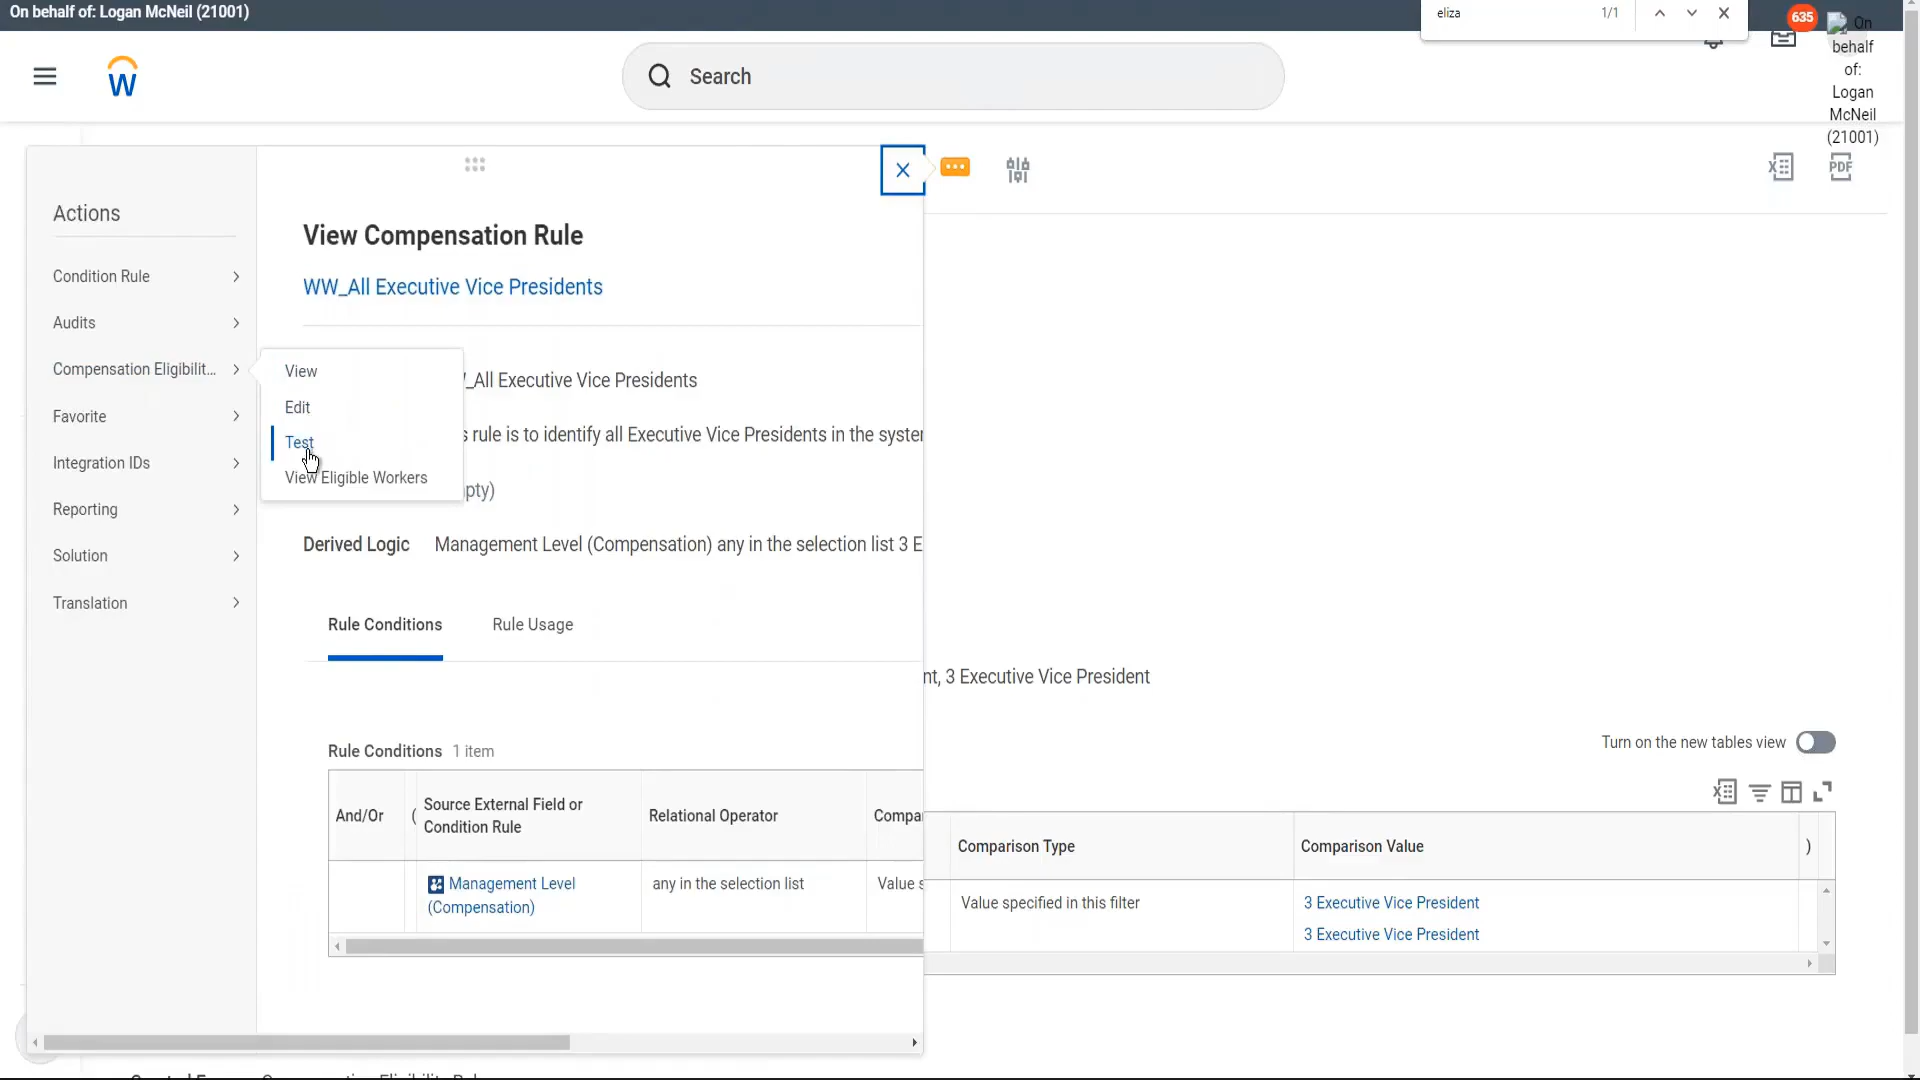 On behalf of: Logan McNeil (21001)
eliza
1/1
635
On
behalf
of:
Logan
McNeil
(21001)
W
Search
X
PDF
Actions
Condition Rule
Audits
Compensation Eligibilit...
Favorite
Integration IDs
Reporting
Solution
Translation
View
Edit
Test
View Eligible Workers
View Compensation Rule
WW_All Executive Vice Presidents
_All Executive Vice Presidents
s rule is to identify all Executive Vice Presidents in the syster
pty)
Derived Logic Management Level (Compensation) any in the selection list 3 E
Rule Conditions Rule Usage
nt, 3 Executive Vice President
Turn on the new tables view
Rule Conditions 1 item
X
And/Or
(
Source External Field or
Condition Rule
Relational Operator
Compa
Comparison Type
Comparison Value
)
Management Level
(Compensation)
any in the selection list
Value s
Value specified in this filter
3 Executive Vice President
3 Executive Vice President